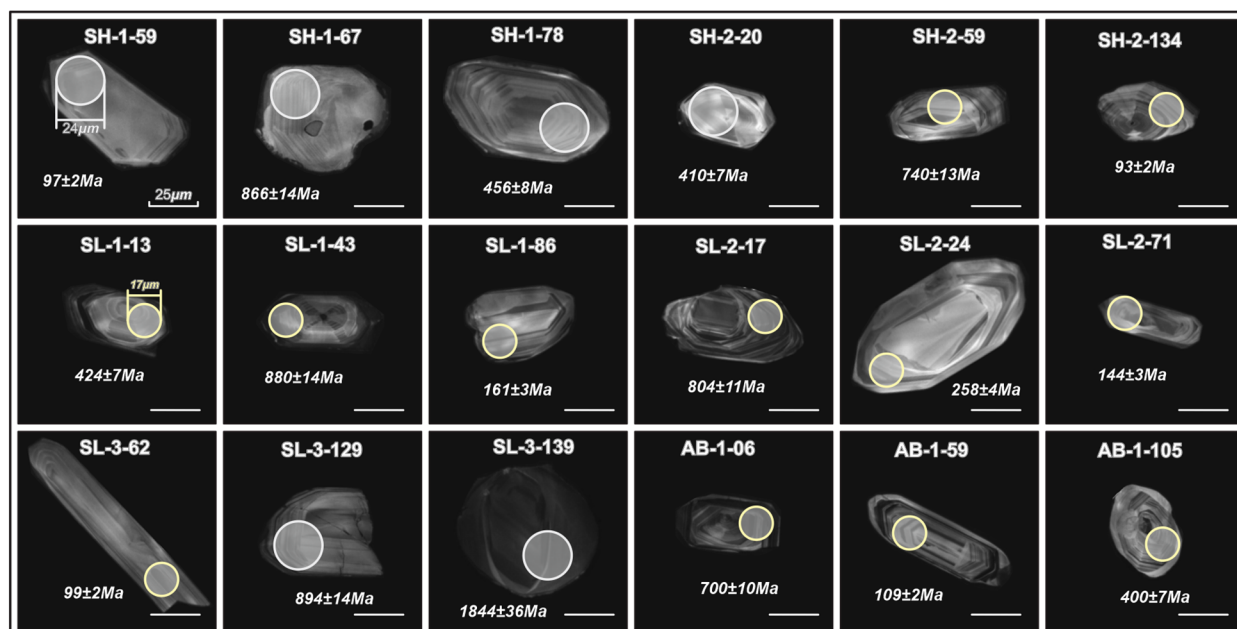 SH-1-59
SH-1-67
SH-1-78
SH-2-20
SH-2-59
SH-2-134
24μm
97±2Ma
866±14Ma
456±8Ma
410±7Ma
740±13Ma
93±2Ma
25μm
SL-1-13
SL-1-43
SL-1-86
SL-2-17
SL-2-24
SL-2-71
17μm
424±7Ma
880±14Ma
161±3Ma
804±11Ma
258±4Ma
144±3Ma
SL-3-62
SL-3-129
SL-3-139
AB-1-06
AB-1-59
AB-1-105
99±2Ma
894±14Ma
1844±36Ma
700±10Ma
109±2Ma
400±7Ma